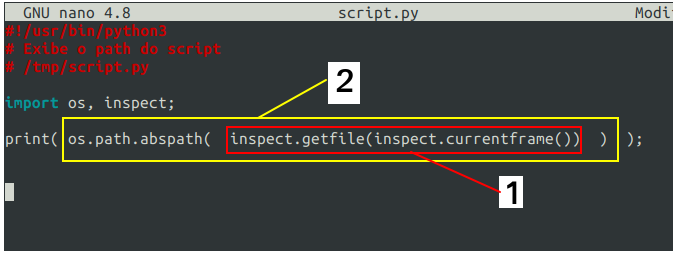 GNU nano 4.8 script.py Modi
#!/usr/bin/python3
# Exibe o path do script
# /tmp/script.py
2
import os, inspect;
print( os.path.abspath( inspect.getfile(inspect.currentframe()) ) );
1